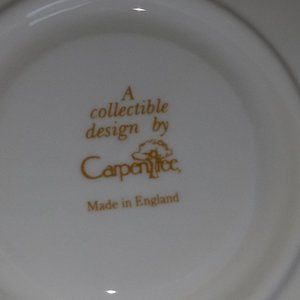 A
collectible
design by
Carpentree
Made in England